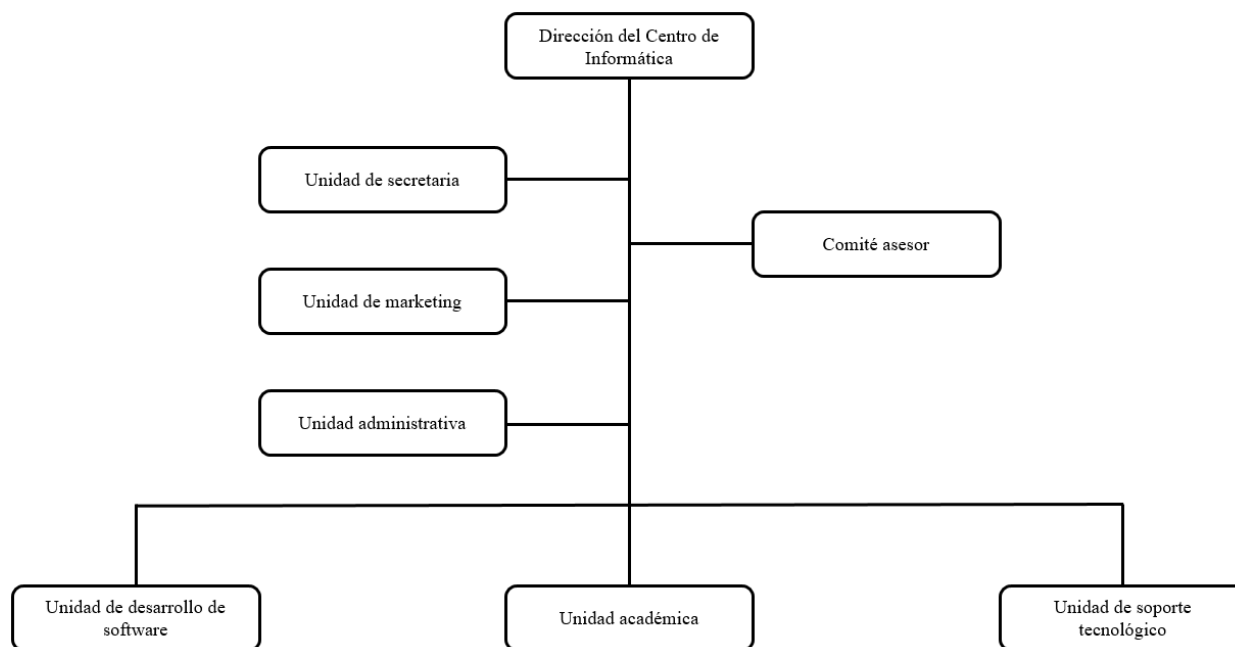 Dirección del Centro de
Informática
Unidad de secretaria
Comité asesor
Unidad de marketing
Unidad administrativa
Unidad de desarrollo de
software
Unidad académica
Unidad de soporte
tecnológico